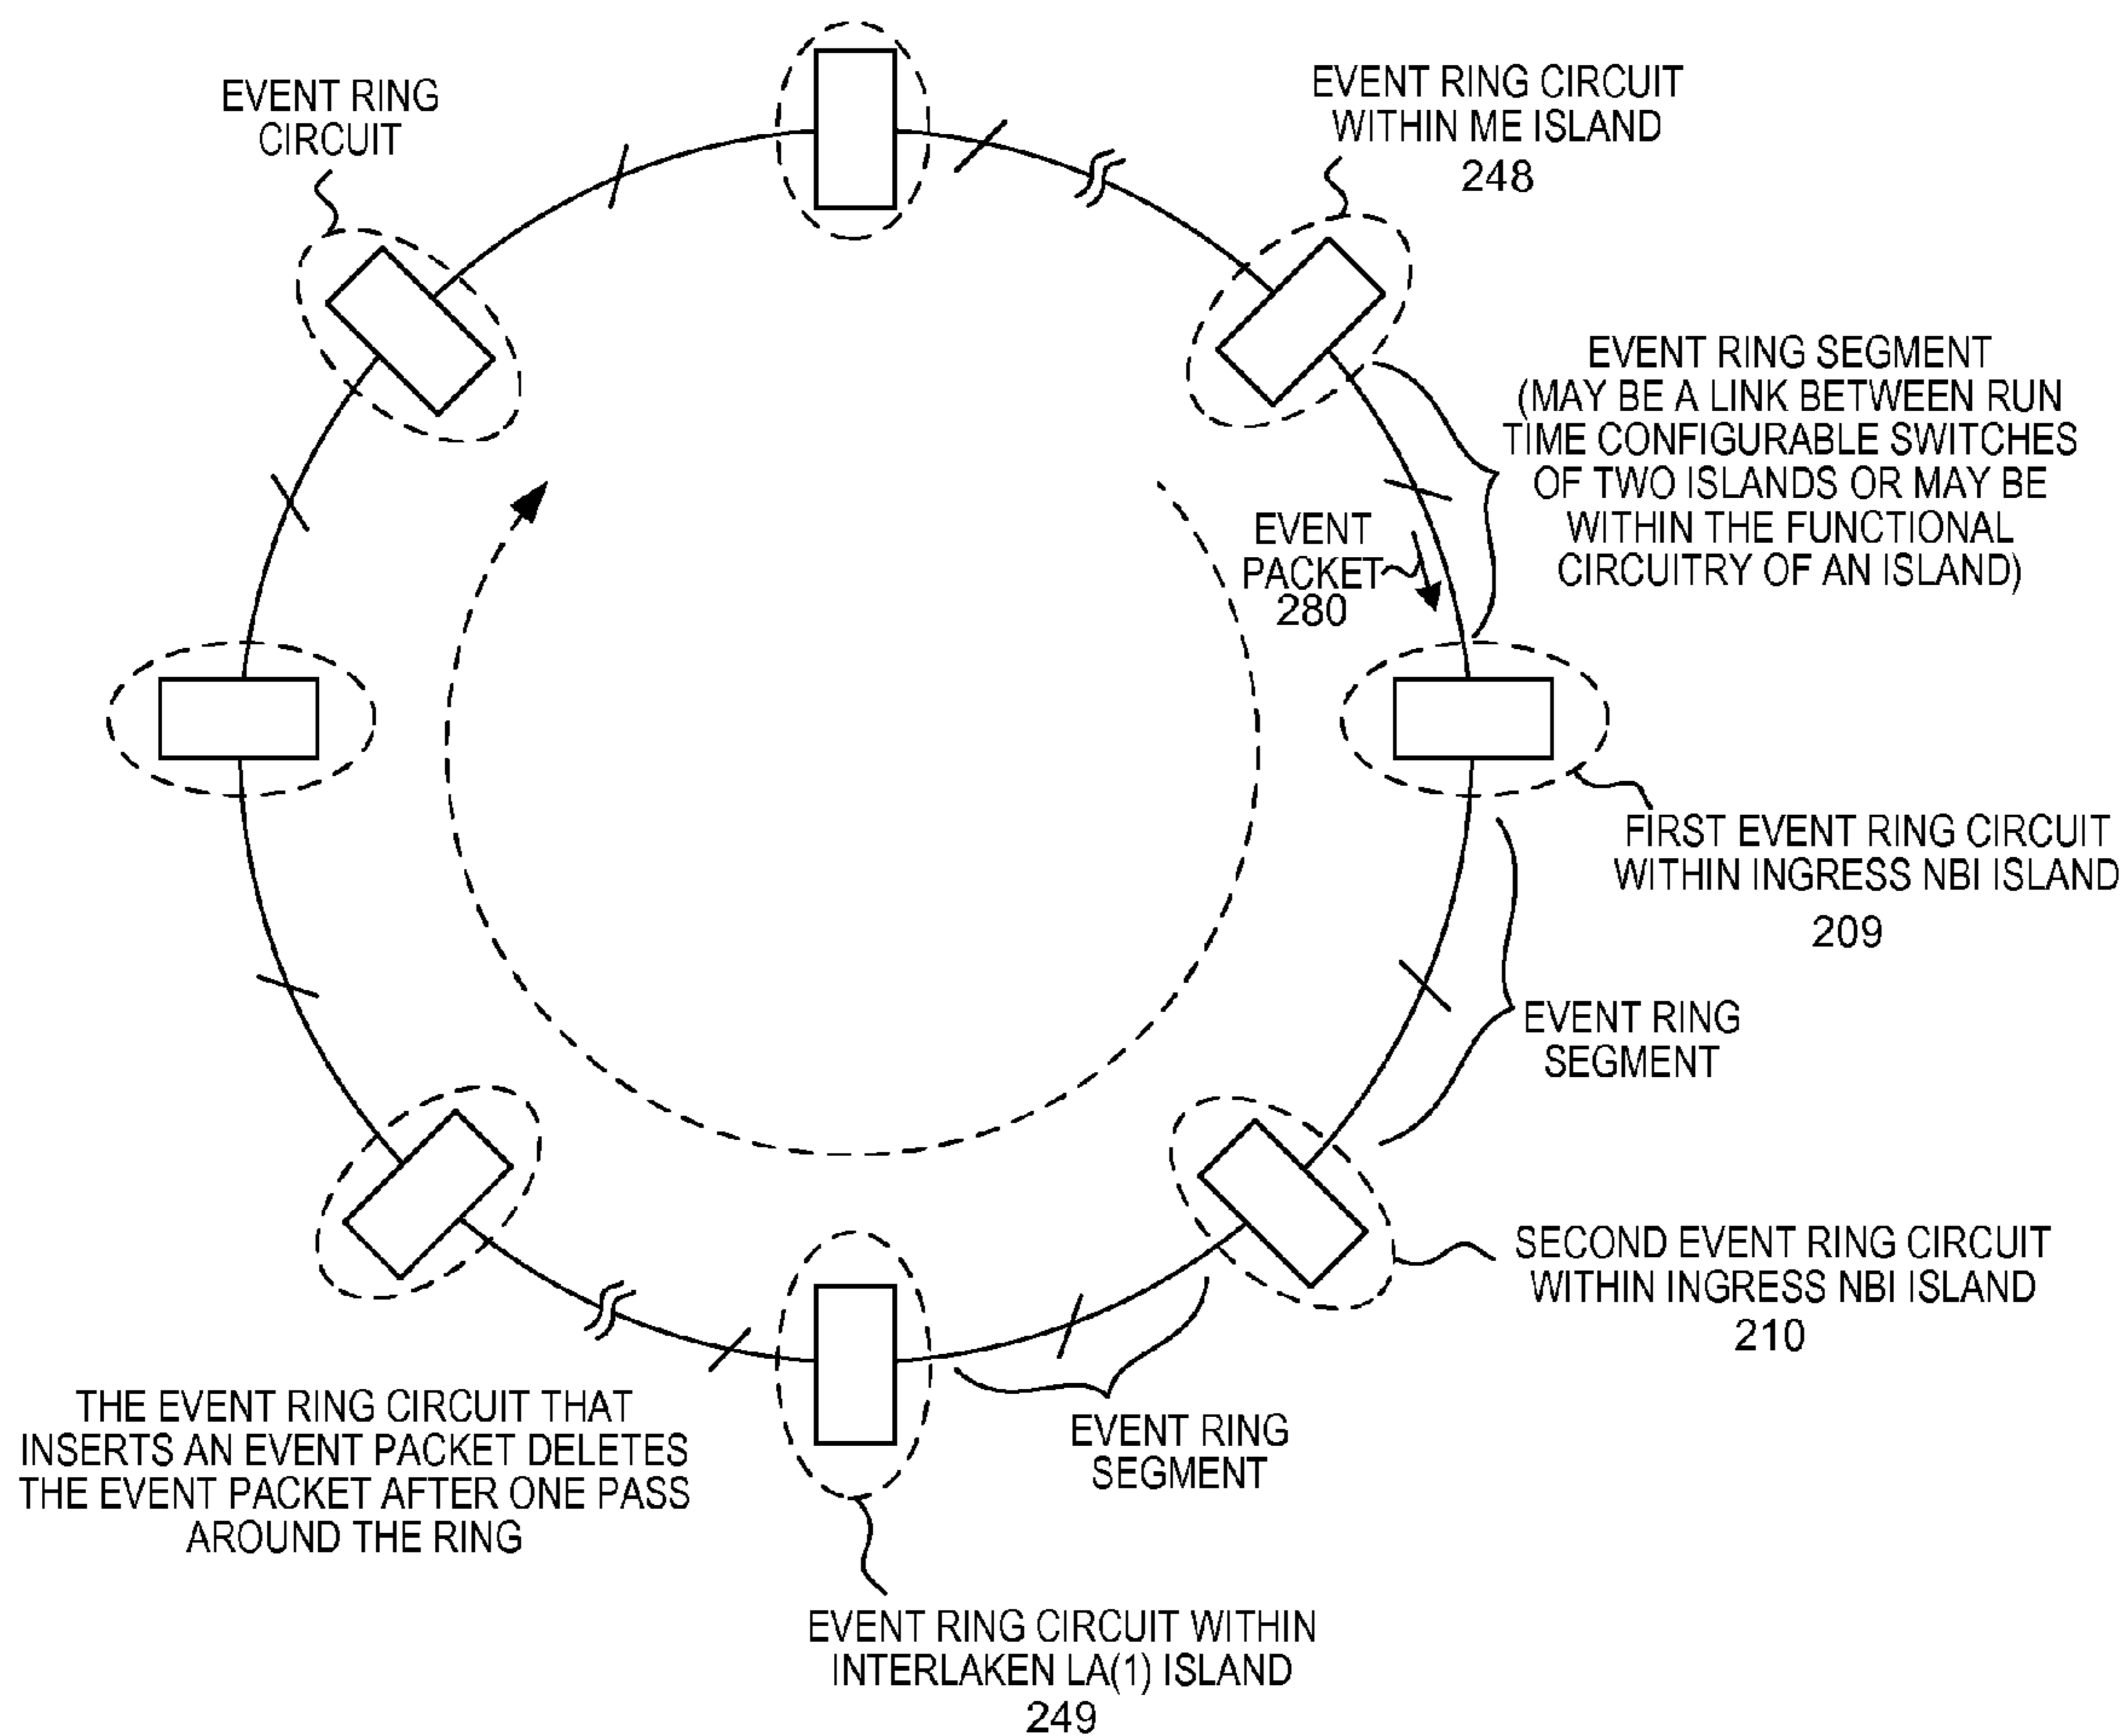 EVENT RING
CIRCUIT
EVENT RING CIRCUIT
WITHIN ME ISLAND
248
EVENT RING SEGMENT
(MAY BE A LINK BETWEEN RUN
TIME CONFIGURABLE SWITCHES
OF TWO ISLANDS OR MAY BE
WITHIN THE FUNCTIONAL
CIRCUITRY OF AN ISLAND)
EVENT
PACKET
280
FIRST EVENT RING CIRCUIT
WITHIN INGRESS NBI ISLAND
209
EVENT RING
SEGMENT
SECOND EVENT RING CIRCUIT
WITHIN INGRESS NBI ISLAND
210
THE EVENT RING CIRCUIT THAT
INSERTS AN EVENT PACKET DELETES
THE EVENT PACKET AFTER ONE PASS
AROUND THE RING
EVENT RING
SEGMENT
EVENT RING CIRCUIT WITHIN
INTERLAKEN LA(1) ISLAND
249